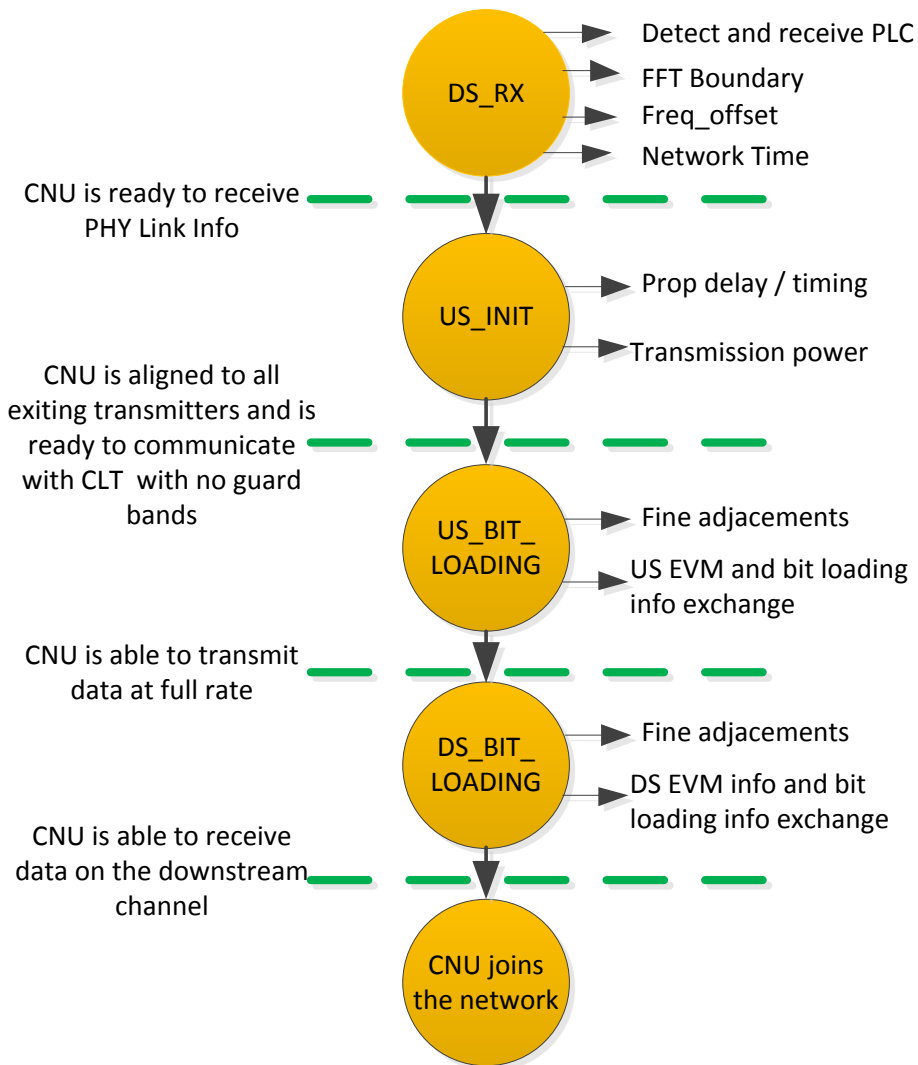 DS_RX
Detect and receive PLC
FFT Boundary
Freq_offset
Network Time
CNU is ready to receive
PHY Link Info
US_INIT
Prop delay / timing
Transmission power
CNU is aligned to all
exiting transmitters and is
ready to communicate
with CLT with no guard
bands
US_BIT_
LOADING
Fine adjacements
US EVM and bit loading
info exchange
CNU is able to transmit
data at full rate
DS_BIT_
LOADING
Fine adjacements
DS EVM info and bit
loading info exchange
CNU is able to receive
data on the downstream
channel
CNU joins
the network